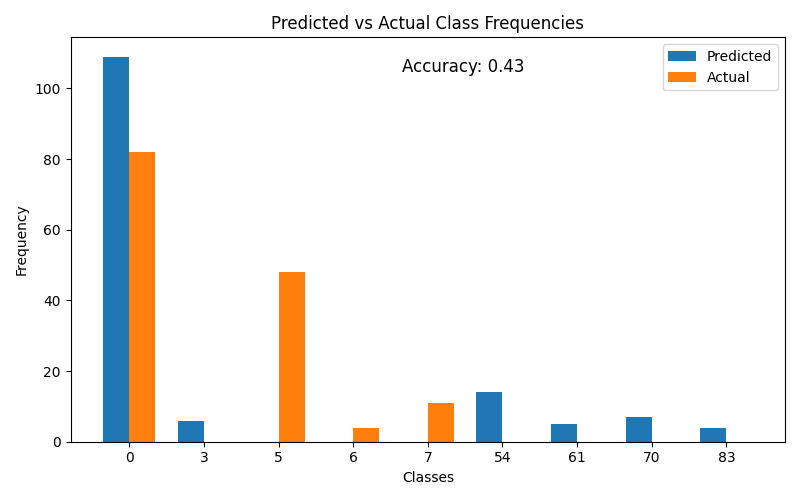 Predicted vs Actual Class Frequencies
Accuracy: 0.43
Predicted
Actual
Frequency
100
80
60
40
20
0
0 3 5 6 7 54 61 70 83
Classes